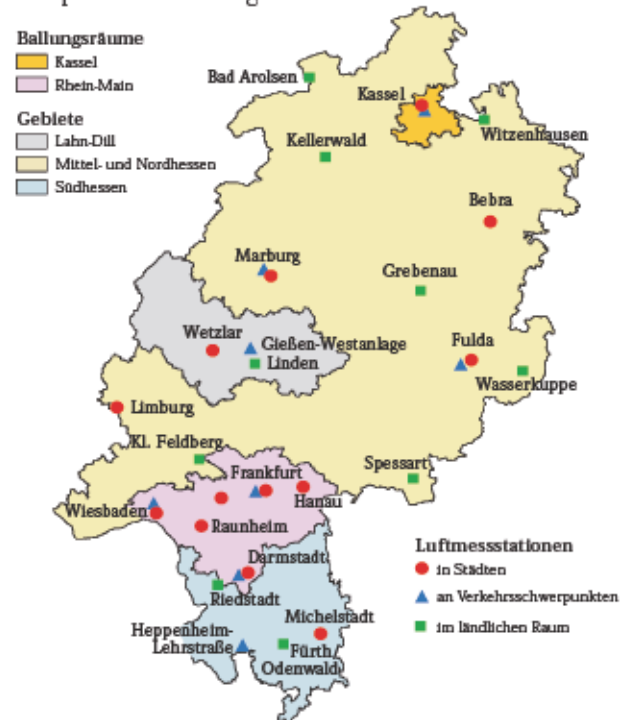 Ballungsräume
Kassel
Rhein-Main
Gebiete
Lahn-Dill
Mittel- und Nordhessen
Südhessen
Bad Arolsen
Kassel
Witzenhausen
Kellerwald
Bebra
Marburg
Grebenau
Wetzlar
Gießen-Westanlage
Linden
Fulda
Wasserkuppe
Limburg
Kl. Feldberg
Spessart
Frankfurt
Hanau
Wiesbaden
Raunheim
Darmstadt
Riedstadt
Michelstadt
Heppenheim-
Lehrstraße
Fürth/
Odenwald
Luftmessstationen
in Städten
an Verkehrsschwerpunkten
im ländlichen Raum